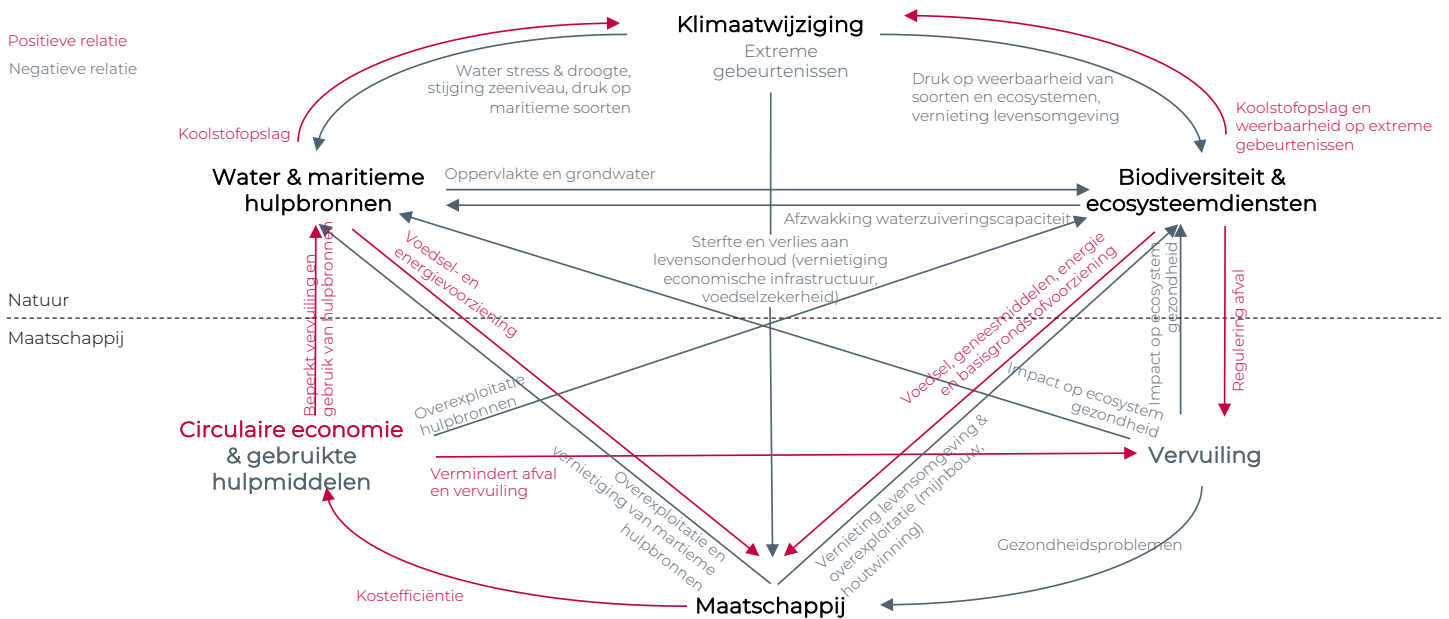 Klimaatwijziging
Extreme
gebeurtenissen
Positieve relatie
Negatieve relatie
Water stress & droogte,
stijging zeeniveau, druk op
maritieme soorten
Druk op weerbaarheid van
soorten en ecosystemen,
vernieting levensomgeving
Koolstofopslag
Koolstofopslag en
weerbaarheid op extreme
gebeurtenissen
Water & maritieme
hulpbronnen
Oppervlakte en grondwater
Biodiversiteit &
ecosysteemdiensten
Afzwakking waterzuiveringscapaciteit
Sterfte en verlies aan
levensonderhoud (vernietiging
economische infrastructuur,
voedselzekerheid)
Voedsel- en
energievoorziening
Voedsel, geneesmiddelen, energie
en basisgrondstofvoorziening
Beperkt vervuiling en
gebruik van hulpbronnen
Impact op ecosystem
gezondheid
Regulering afval
Natuur
Maatschappij
Overexploitatie
hulpbronnen
Impact op ecosystem
gezondheid
Circulaire economie
& gebruikte
hulpmiddelen
Vermindert afval
en vervuiling
Vervuiling
Overexploitatie en
vernietiging van martieme
hulpbronnen
Vernieting levensomgeving &
overexploitatie (mijnbouw,
houtwinning)
Gezondheidsproblemen
Kostefficiëntie
Maatschappij